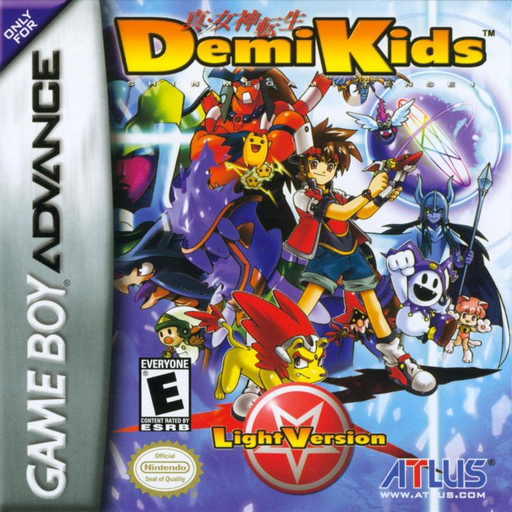 ONLY
FOR
GAME BOY ADVANCE
真・女神転生
DemiKids™
EVERYONE
E
CONTENT RATED BY
ESRB
Official
Nintendo
Seal of Quality
Light Version
ATLUS®
WWW.ATLUS.COM